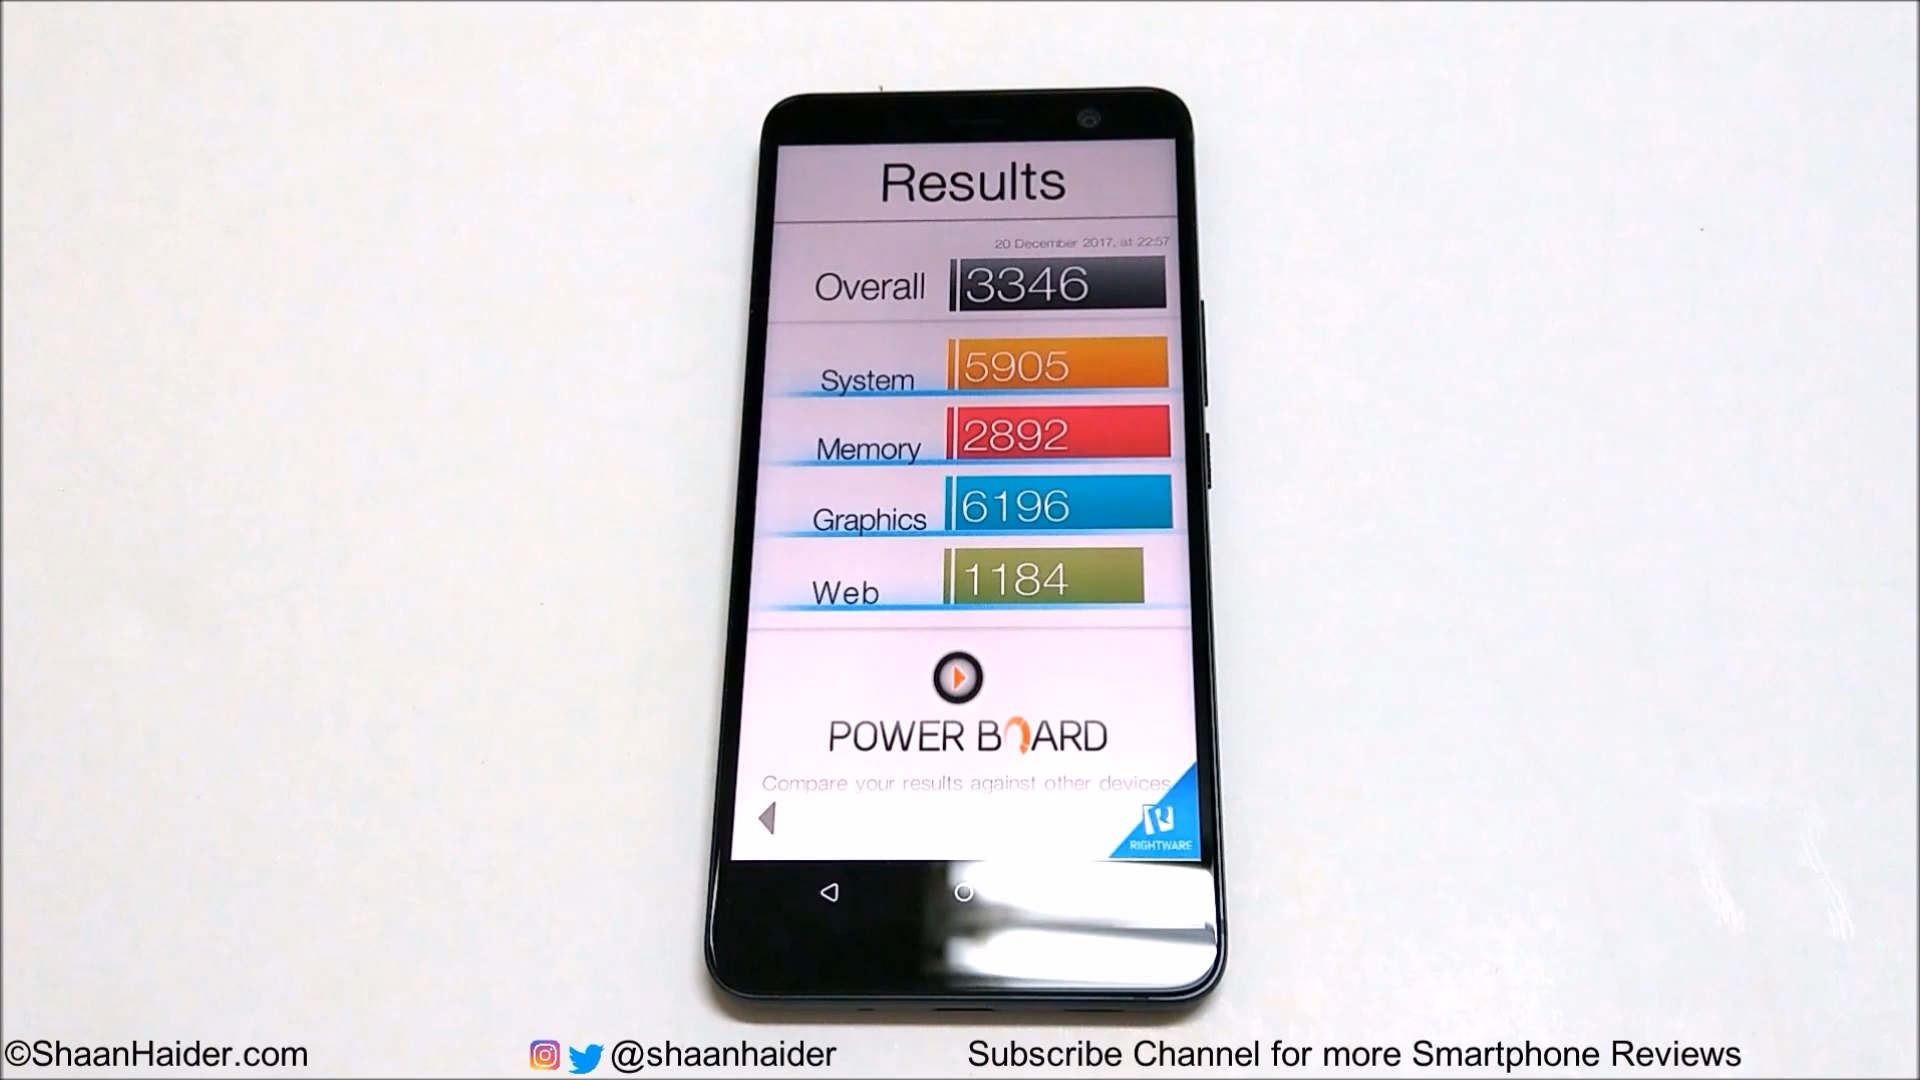 Results
20 December 2017, at 22:57
Overall 3346
System 5905
Memory 2892
Graphics 6196
Web 1184
POWER BOARD
Compare your results against other devices
RIGHTWARE
©ShaanHaider.com @shaanhaider Subscribe Channel for more Smartphone Reviews